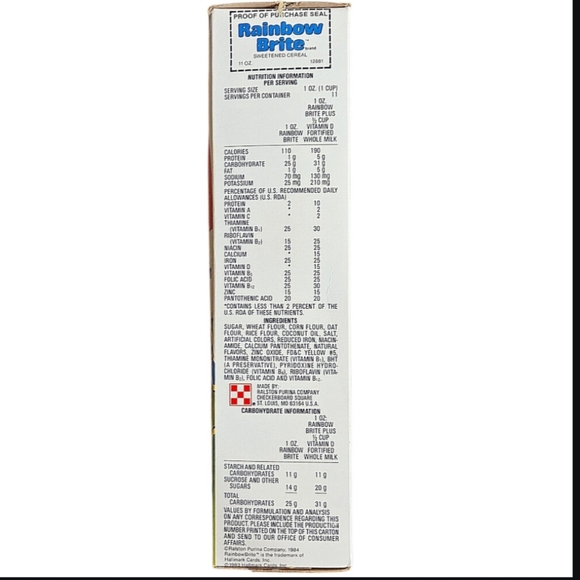 PROOF OF PURCHASE SEAL
Rainbow
Brite™ brand
SWEETENED CEREAL
11 OZ. 12881
NUTRITION INFORMATION
PER SERVING
SERVING SIZE 1 OZ. (1 CUP)
SERVINGS PER CONTAINER 11
1 OZ.
RAINBOW
BRITE PLUS
½ CUP
1 OZ. VITAMIN D
RAINBOW FORTIFIED
BRITE WHOLE MILK
CALORIES 110 190
PROTEIN 1 g 5 g
CARBOHYDRATE 25 g 31 g
FAT 1 g 5 g
SODIUM 70 mg 130 mg
POTASSIUM 25 mg 210 mg
PERCENTAGE OF U.S. RECOMMENDED DAILY
ALLOWANCES (U.S. RDA)
PROTEIN 2 10
VITAMIN A * 2
VITAMIN C * 2
THIAMINE
(VITAMIN B₁) 25 30
RIBOFLAVIN
(VITAMIN B₂) 15 25
NIACIN 25 25
CALCIUM * 15
IRON 25 25
VITAMIN D * 15
VITAMIN B₆ 25 25
FOLIC ACID 25 25
VITAMIN B₁₂ 25 30
ZINC 15 15
PANTOTHENIC ACID 20 20
*CONTAINS LESS THAN 2 PERCENT OF THE
U.S. RDA OF THESE NUTRIENTS.
INGREDIENTS
SUGAR, WHEAT FLOUR, CORN FLOUR, OAT
FLOUR, RICE FLOUR, COCONUT OIL, SALT,
ARTIFICIAL COLORS, REDUCED IRON, NIACIN-
AMIDE, CALCIUM PANTOTHENATE, NATURAL
FLAVORS, ZINC OXIDE, FD&C YELLOW #5,
THIAMINE MONONITRATE (VITAMIN B₁), BHT
(A PRESERVATIVE), PYRIDOXINE HYDRO-
CHLORIDE (VITAMIN B₆), RIBOFLAVIN (VITA-
MIN B₂), FOLIC ACID AND VITAMIN B₁₂.
MADE BY:
RALSTON PURINA COMPANY
CHECKERBOARD SQUARE
ST. LOUIS, MO 63164 U.S.A.
CARBOHYDRATE INFORMATION
1 OZ.
RAINBOW
BRITE PLUS
½ CUP
1 OZ. VITAMIN D
RAINBOW FORTIFIED
BRITE WHOLE MILK
STARCH AND RELATED
CARBOHYDRATES 11 g 11 g
SUCROSE AND OTHER
SUGARS 14 g 20 g
TOTAL
CARBOHYDRATES 25 g 31 g
VALUES BY FORMULATION AND ANALYSIS
ON ANY CORRESPONDENCE REGARDING THIS
PRODUCT. PLEASE INCLUDE THE PRODUCTION
NUMBER PRINTED ON THE TOP OF THIS CARTON
AND SEND TO OUR OFFICE OF CONSUMER
AFFAIRS.
©Ralston Purina Company, 1984
RainbowBrite™ is the trademark of
Hallmark Cards, Inc.
©1983 Hallmark Cards, Inc.